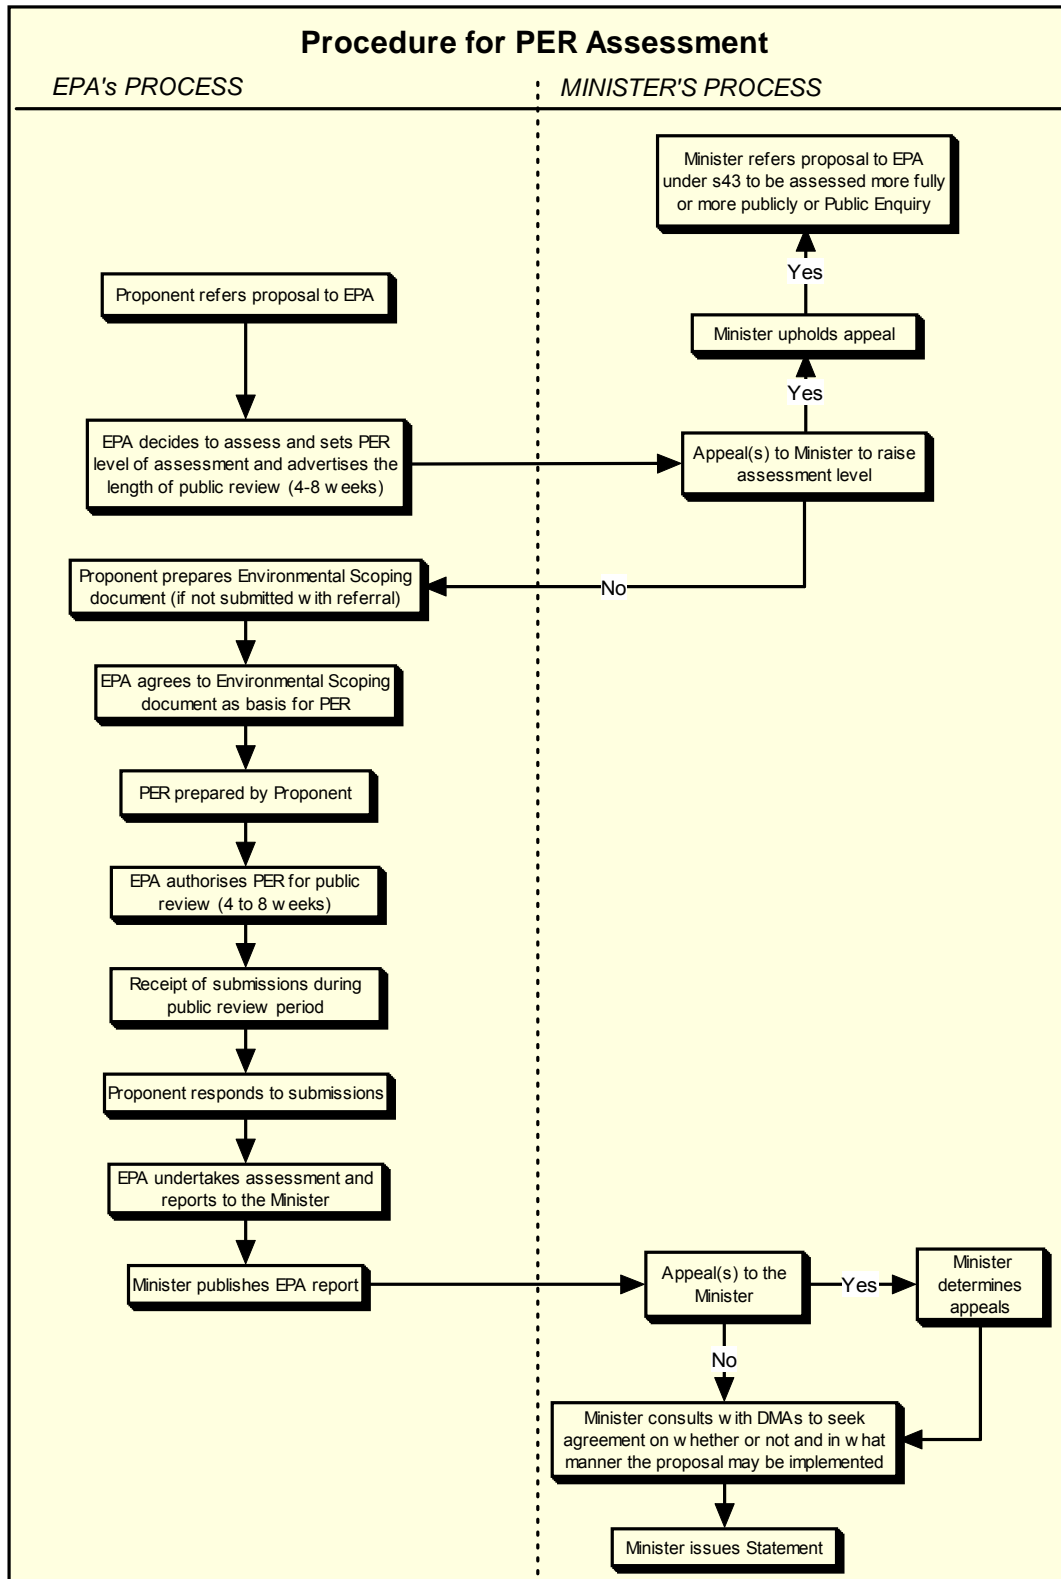 Procedure for PER Assessment
EPA's PROCESS
MINISTER'S PROCESS
Minister refers proposal to EPA
under s43 to be assessed more fully
or more publicly or Public Enquiry
Yes
Proponent refers proposal to EPA
Minister upholds appeal
Yes
EPA decides to assess and sets PER
level of assessment and advertises the
length of public review (4-8 weeks)
Appeal(s) to Minister to raise
assessment level
No
Proponent prepares Environmental Scoping
document (if not submitted with referral)
EPA agrees to Environmental Scoping
document as basis for PER
PER prepared by Proponent
EPA authorises PER for public
review (4 to 8 weeks)
Receipt of submissions during
public review period
Proponent responds to submissions
EPA undertakes assessment and
reports to the Minister
Minister publishes EPA report
Appeal(s) to the
Minister
Yes
Minister
determines
appeals
No
Minister consults with DMAs to seek
agreement on whether or not and in what
manner the proposal may be implemented
Minister issues Statement